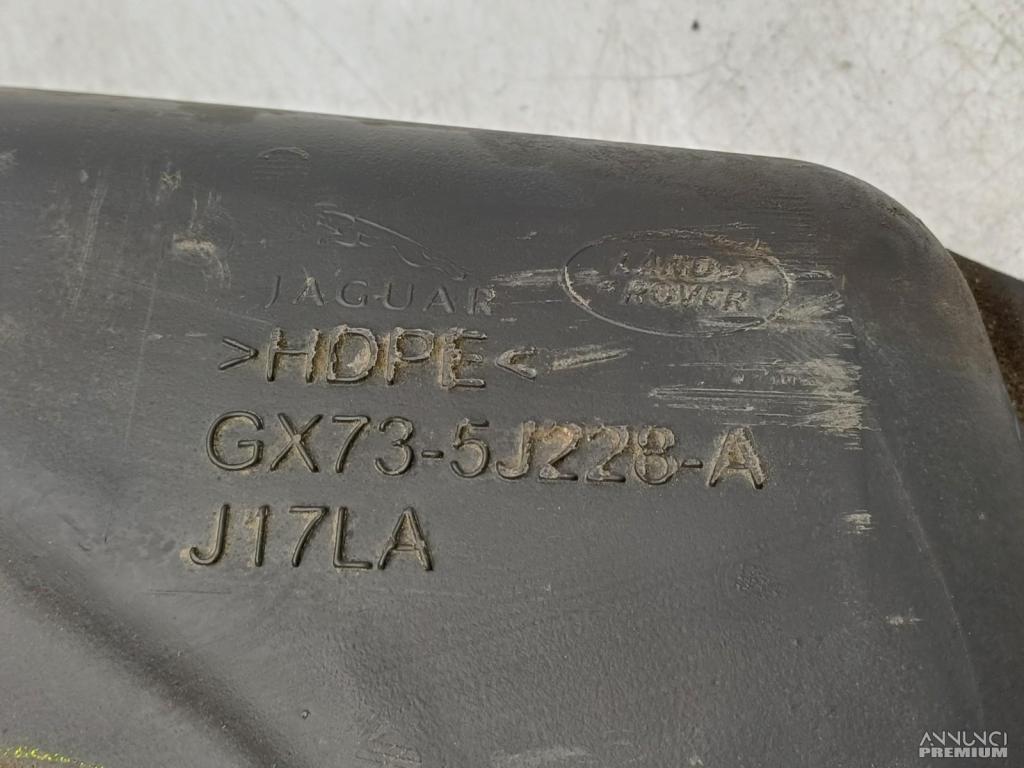 JAGUAR
LAND
ROVER
>HDPE<
GX73-5J228-A
J17LA
ANNUNCI
PREMIUM